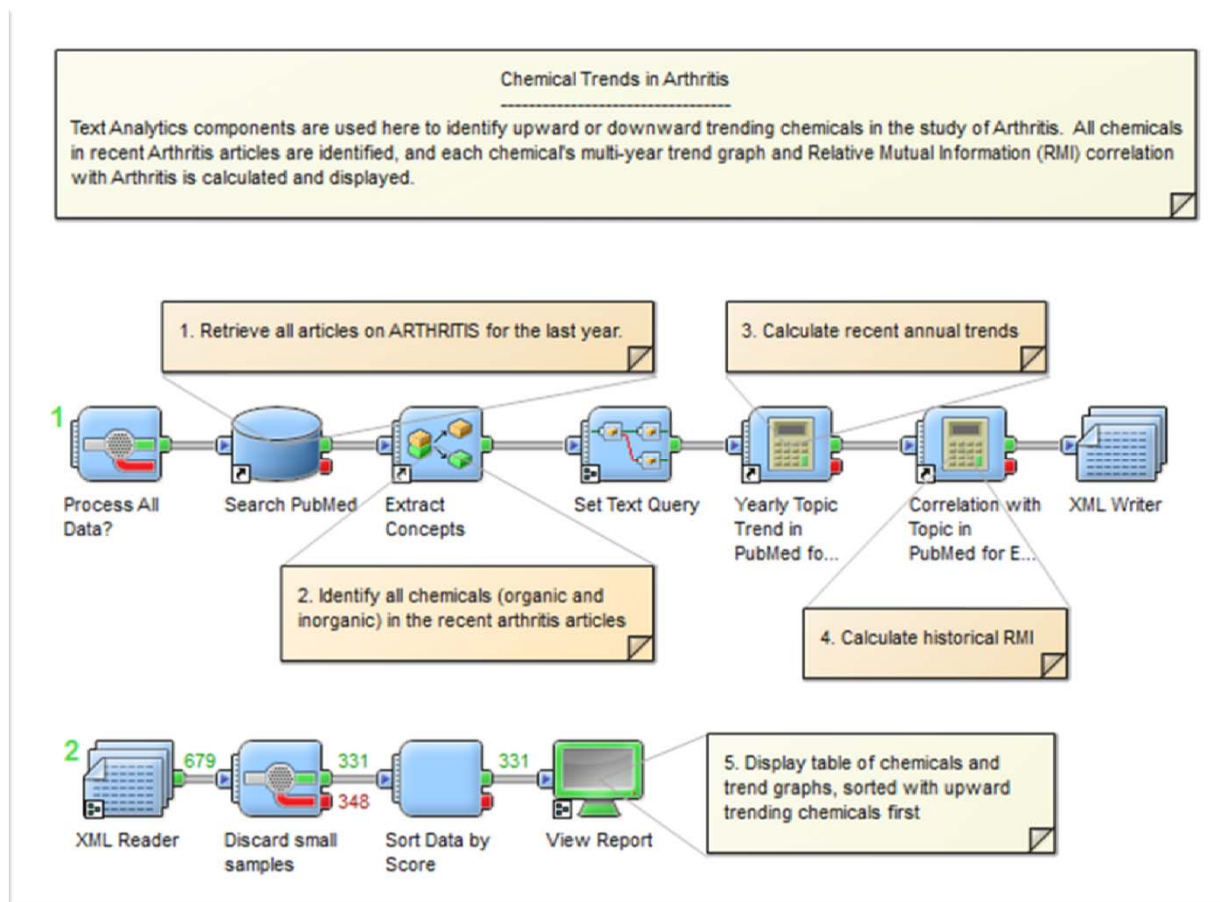 Chemical Trends in Arthritis
---------------------------------
Text Analytics components are used here to identify upward or downward trending chemicals in the study of Arthritis. All chemicals
in recent Arthritis articles are identified, and each chemical's multi-year trend graph and Relative Mutual Information (RMI) correlation
with Arthritis is calculated and displayed.
1. Retrieve all articles on ARTHRITIS for the last year.
3. Calculate recent annual trends
1
Process All
Data?
Search PubMed
Extract
Concepts
Set Text Query
Yearly Topic
Trend in
PubMed fo...
Correlation with
Topic in
PubMed for E...
XML Writer
2. Identify all chemicals (organic and
inorganic) in the recent arthritis articles
4. Calculate historical RMI
2
679
331
348
331
XML Reader
Discard small
samples
Sort Data by
Score
View Report
5. Display table of chemicals and
trend graphs, sorted with upward
trending chemicals first